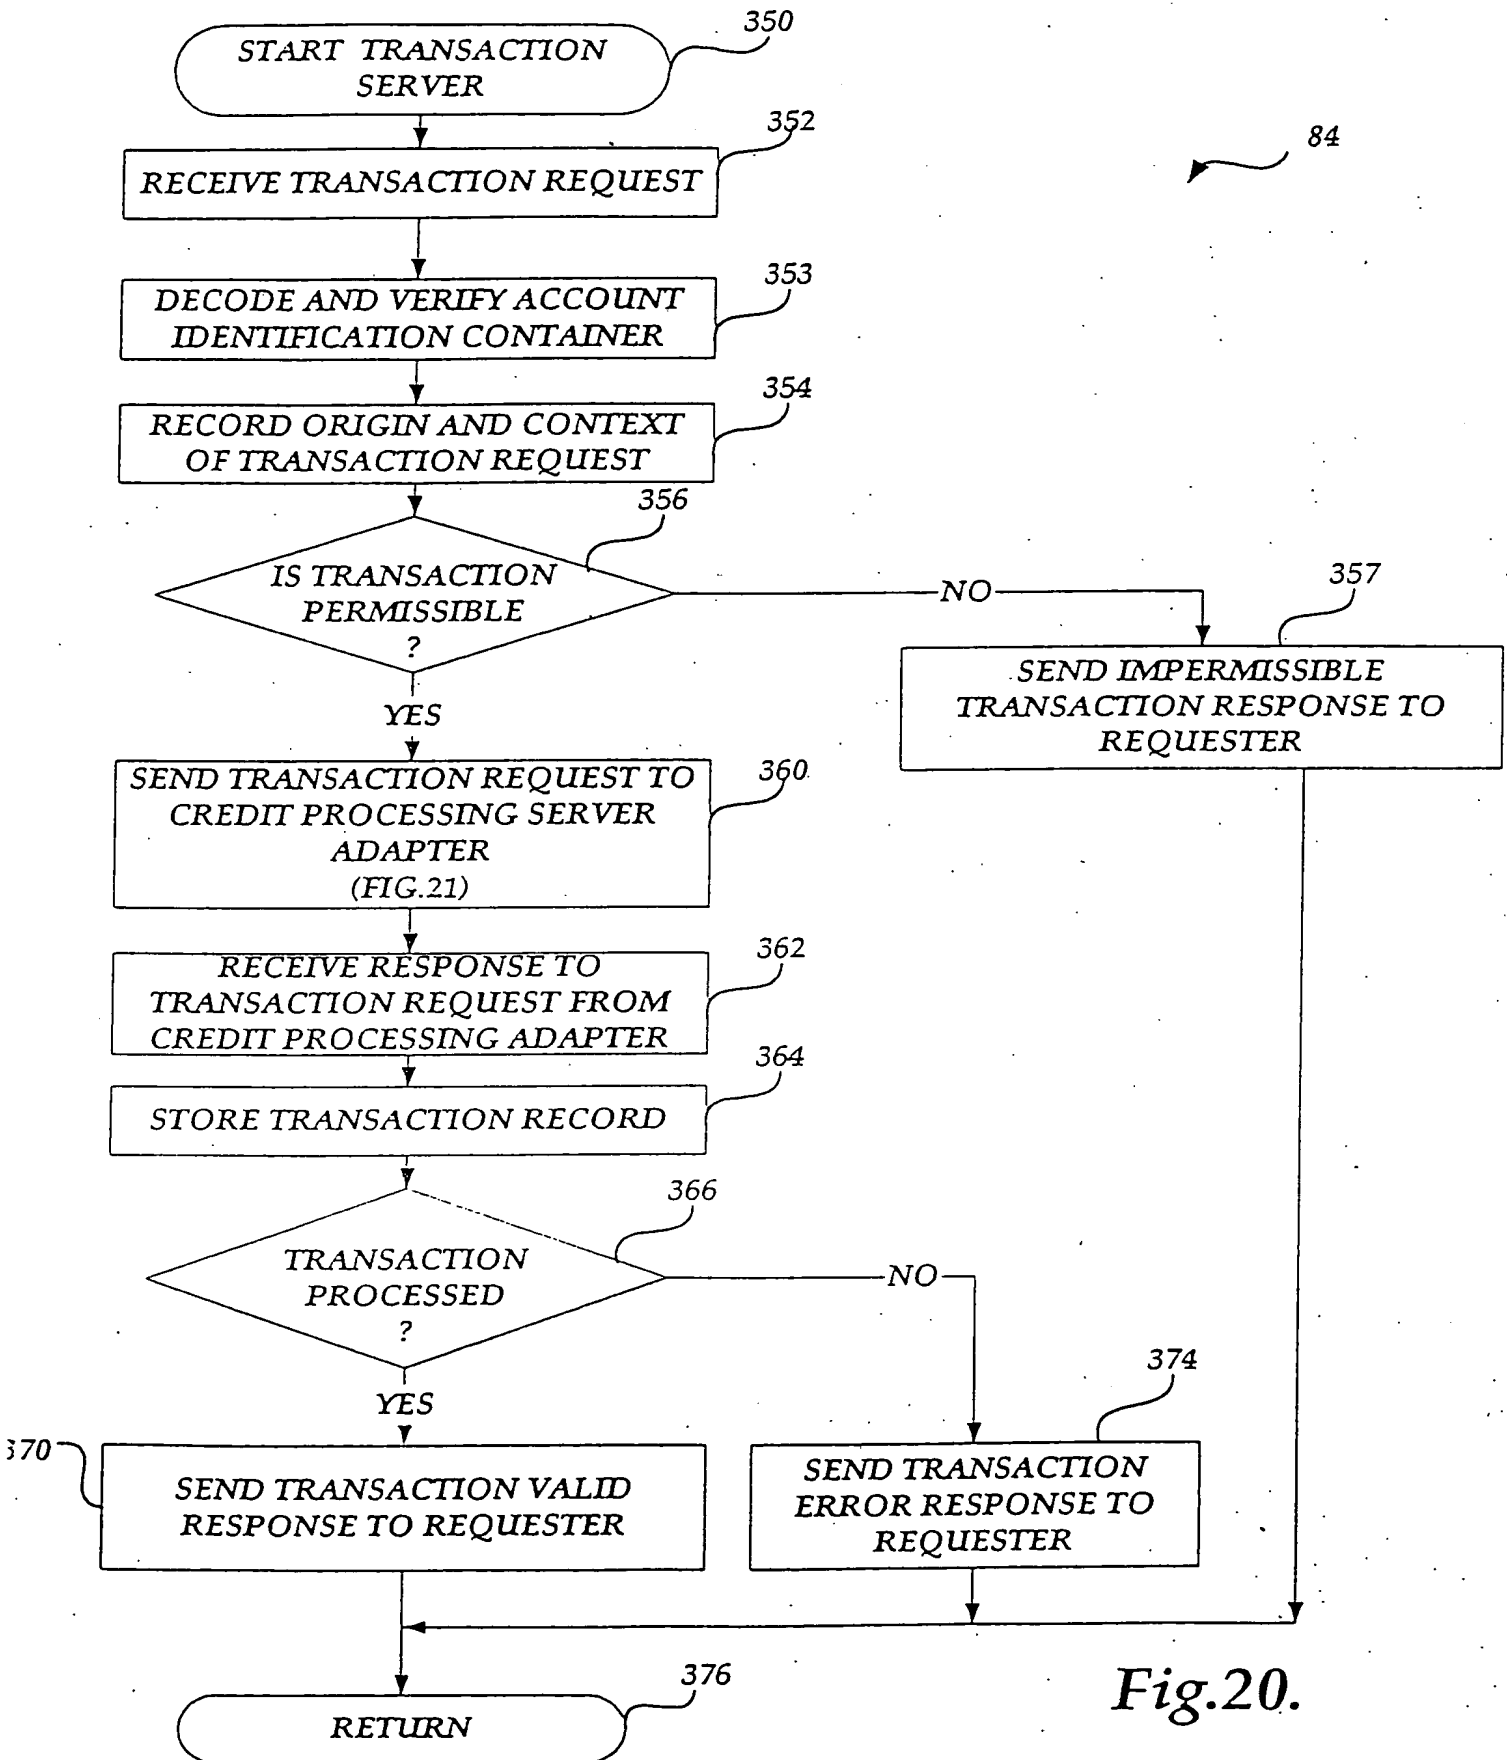 350
START TRANSACTION
SERVER
352
84
RECEIVE TRANSACTION REQUEST
353
DECODE AND VERIFY ACCOUNT
IDENTIFICATION CONTAINER
354
RECORD ORIGIN AND CONTEXT
OF TRANSACTION REQUEST
356
IS TRANSACTION
PERMISSIBLE
?
NO
357
SEND IMPERMISSIBLE
TRANSACTION RESPONSE TO
REQUESTER
YES
360
SEND TRANSACTION REQUEST TO
CREDIT PROCESSING SERVER
ADAPTER
(FIG.21)
362
RECEIVE RESPONSE TO
TRANSACTION REQUEST FROM
CREDIT PROCESSING ADAPTER
364
STORE TRANSACTION RECORD
366
TRANSACTION
PROCESSED
?
NO
YES
374
370
SEND TRANSACTION VALID
RESPONSE TO REQUESTER
SEND TRANSACTION
ERROR RESPONSE TO
REQUESTER
376
RETURN
Fig.20.